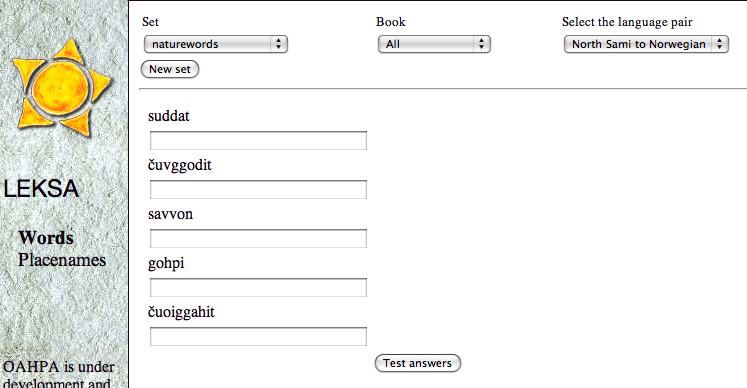 Set Book Select the language pair
naturewords All North Sami to Norwegian
New set
suddat
čuvggodit
savvon
gohpi
čuoiggahit
Test answers
LEKSA
Words
Placenames
OAHPA is under
development and